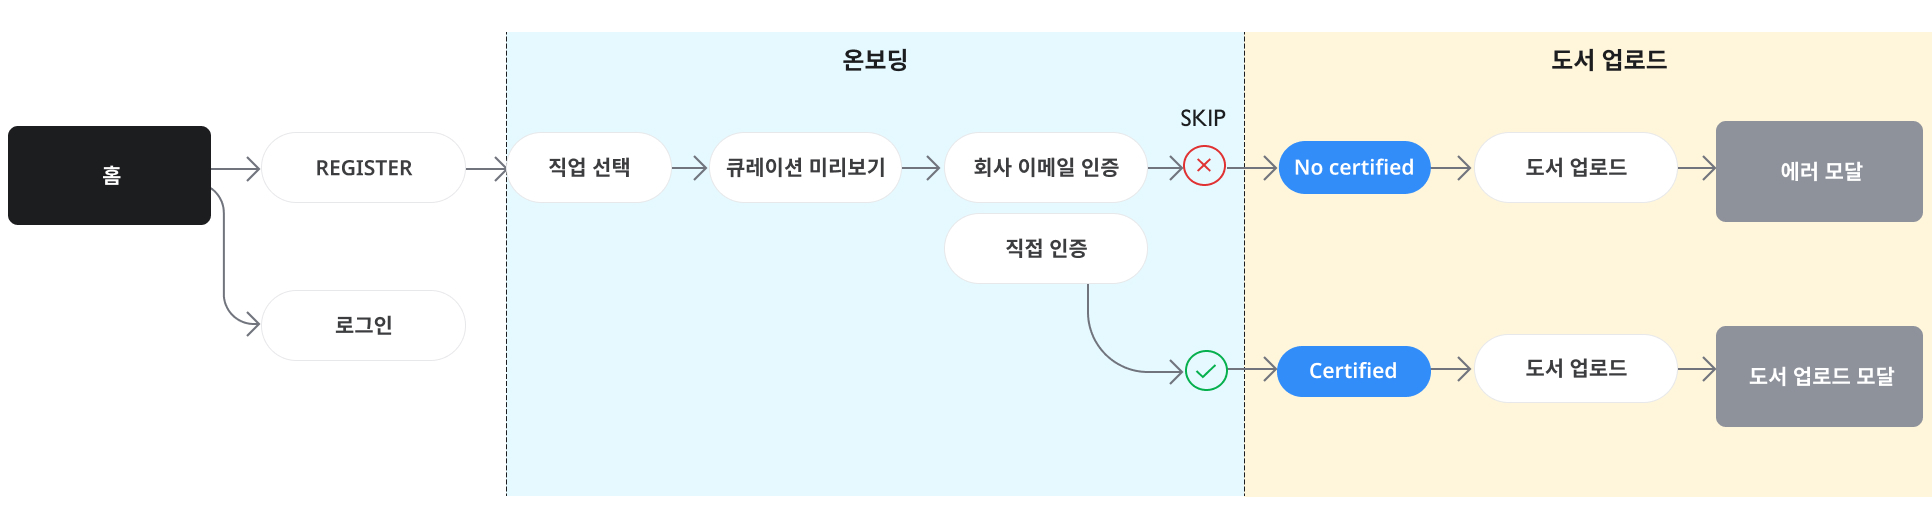 온보딩
도서 업로드
SKIP
홈
REGISTER
직업 선택
큐레이션 미리보기
회사 이메일 인증
No certified
도서 업로드
에러 모달
직접 인증
로그인
Certified
도서 업로드
도서 업로드 모달